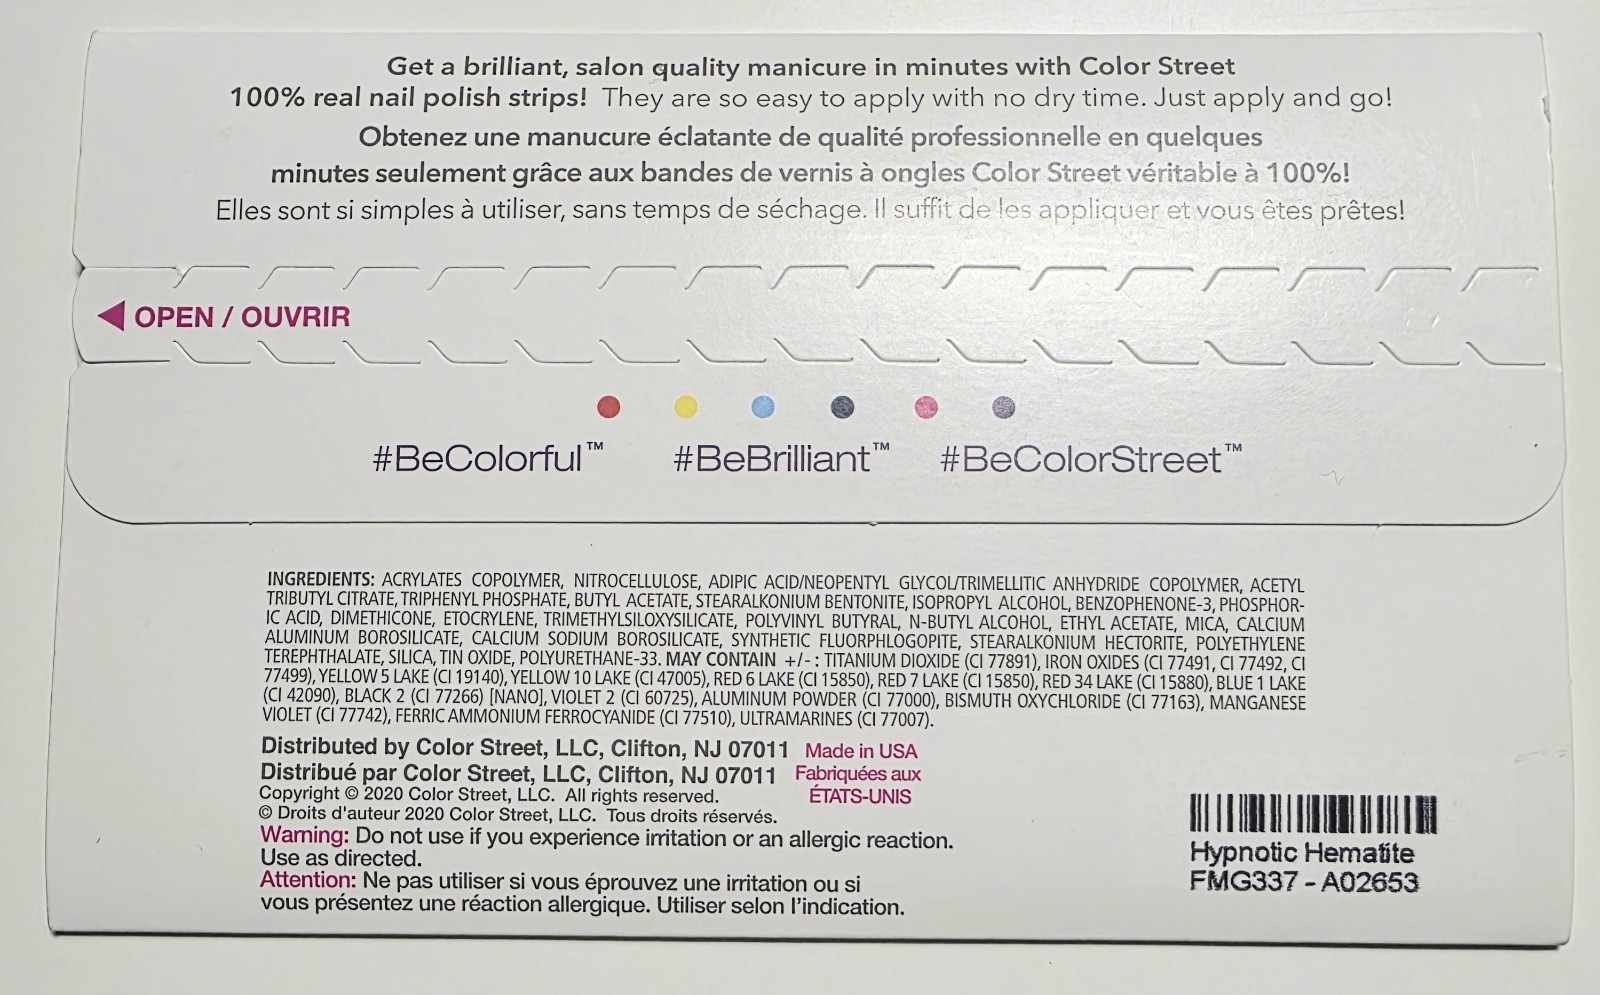 Get a brilliant, salon quality manicure in minutes with Color Street
100% real nail polish strips! They are so easy to apply with no dry time. Just apply and go!
Obtenez une manucure éclatante de qualité professionnelle en quelques
minutes seulement grâce aux bandes de vernis à ongles Color Street véritable à 100%!
Elles sont si simples à utiliser, sans temps de séchage. Il suffit de les appliquer et vous êtes prêtes!
OPEN / OUVRIR
#BeColorful™ #BeBrilliant™ #BeColorStreet™
INGREDIENTS: ACRYLATES COPOLYMER, NITROCELLULOSE, ADIPIC ACID/NEOPENTYL GLYCOL/TRIMELLITIC ANHYDRIDE COPOLYMER, ACETYL
TRIBUTYL CITRATE, TRIPHENYL PHOSPHATE, BUTYL ACETATE, STEARALKONIUM BENTONITE, ISOPROPYL ALCOHOL, BENZOPHENONE-3, PHOSPHOR-
IC ACID, DIMETHICONE, ETOCRYLENE, TRIMETHYLSILOXYSILICATE, POLYVINYL BUTYRAL, N-BUTYL ALCOHOL, ETHYL ACETATE, MICA, CALCIUM
ALUMINUM BOROSILICATE, CALCIUM SODIUM BOROSILICATE, SYNTHETIC FLUORPHLOGOPITE, STEARALKONIUM HECTORITE, POLYETHYLENE
TEREPHTHALATE, SILICA, TIN OXIDE, POLYURETHANE-33. MAY CONTAIN +/- : TITANIUM DIOXIDE (CI 77891), IRON OXIDES (CI 77491, CI 77492, CI
77499), YELLOW 5 LAKE (CI 19140), YELLOW 10 LAKE (CI 47005), RED 6 LAKE (CI 15850), RED 7 LAKE (CI 15850), RED 34 LAKE (CI 15880), BLUE 1 LAKE
(CI 42090), BLACK 2 (CI 77266) [NANO], VIOLET 2 (CI 60725), ALUMINUM POWDER (CI 77000), BISMUTH OXYCHLORIDE (CI 77163), MANGANESE
VIOLET (CI 77742), FERRIC AMMONIUM FERROCYANIDE (CI 77510), ULTRAMARINES (CI 77007).
Distributed by Color Street, LLC, Clifton, NJ 07011 Made in USA
Distribué par Color Street, LLC, Clifton, NJ 07011 Fabriquées aux
ÉTATS-UNIS
Copyright © 2020 Color Street, LLC. All rights reserved.
© Droits d'auteur 2020 Color Street, LLC. Tous droits réservés.
Warning: Do not use if you experience irritation or an allergic reaction.
Use as directed.
Attention: Ne pas utiliser si vous éprouvez une irritation ou si
vous présentez une réaction allergique. Utiliser selon l'indication.
Hypnotic Hematite
FMG337 - A02653